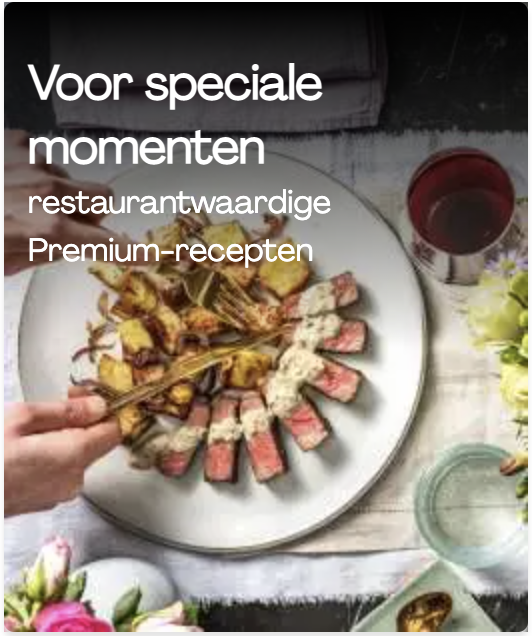 Voor speciale
momenten
restaurantwaardige
Premium-recepten